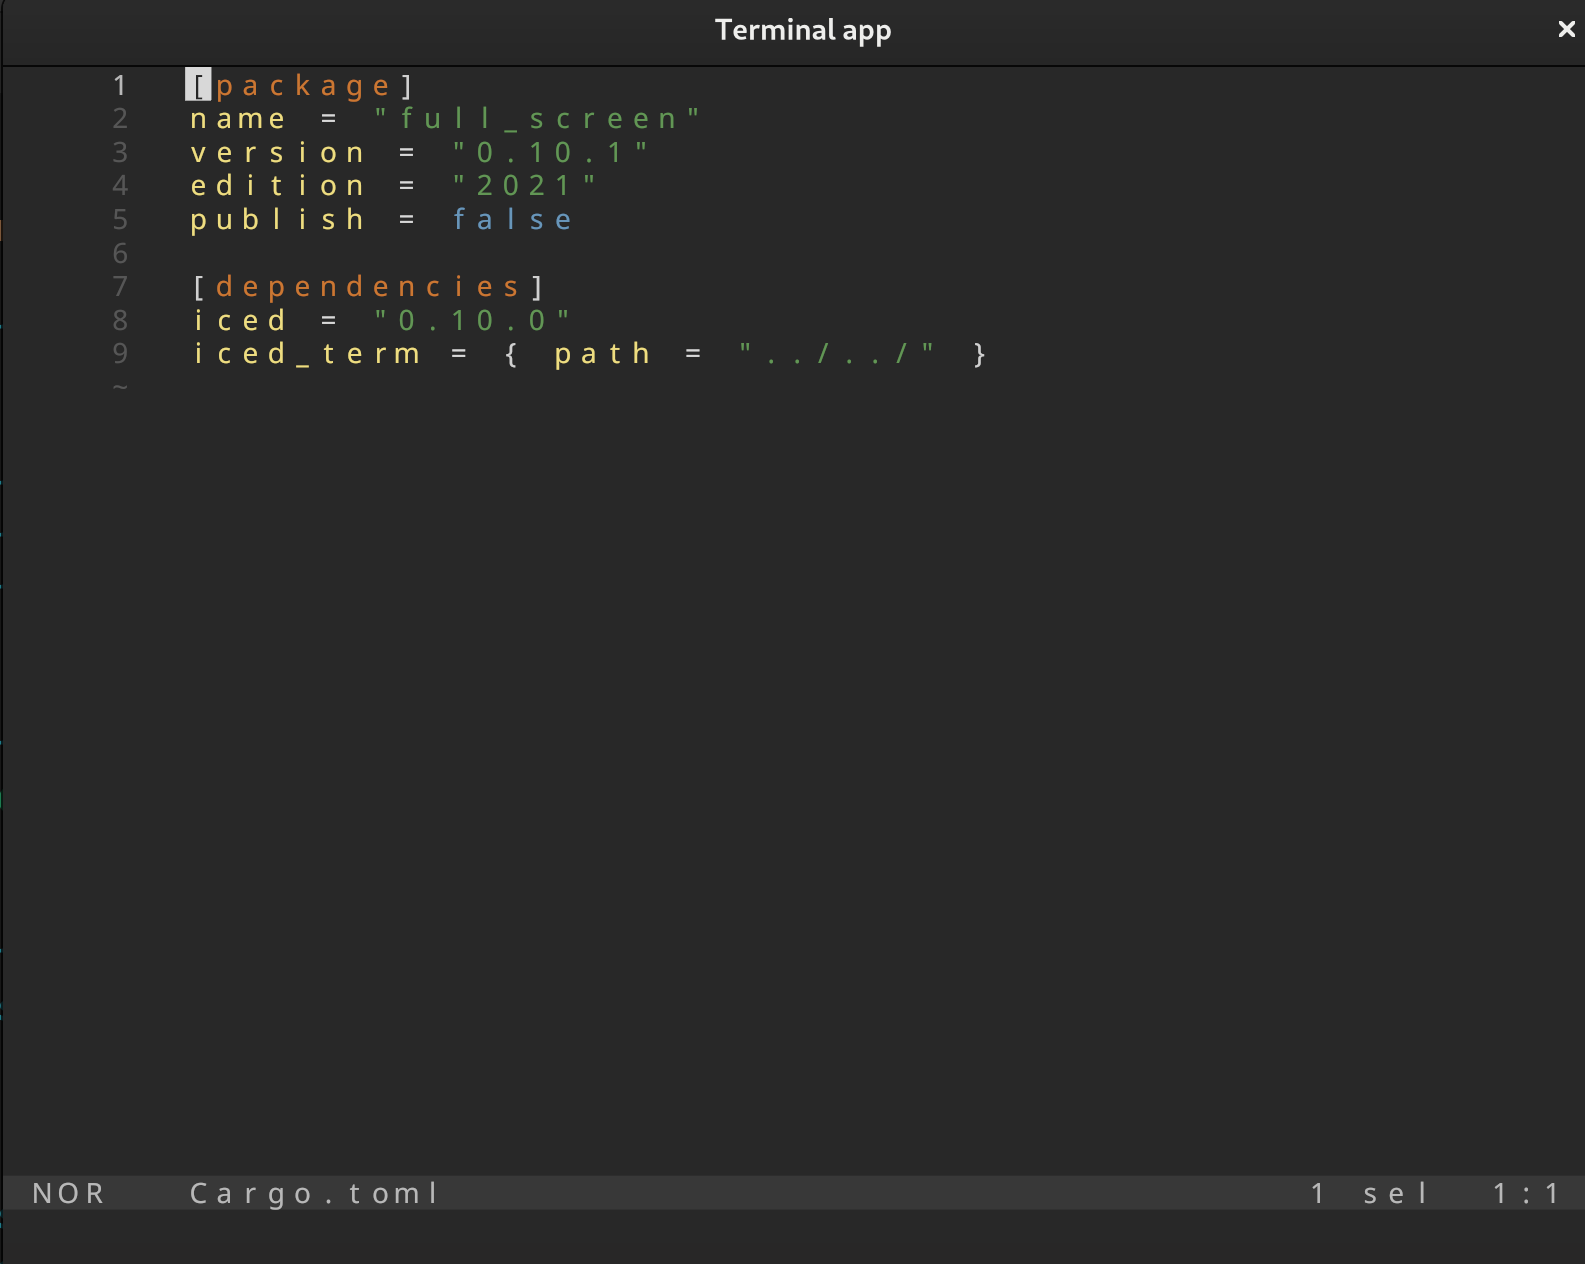 Terminal app ×
1 [package]
2 name = "full_screen"
3 version = "0.10.1"
4 edition = "2021"
5 publish = false
6
7 [dependencies]
8 iced = "0.10.0"
9 iced_term = { path = "../../" }
~
NOR Cargo.toml 1 sel 1:1